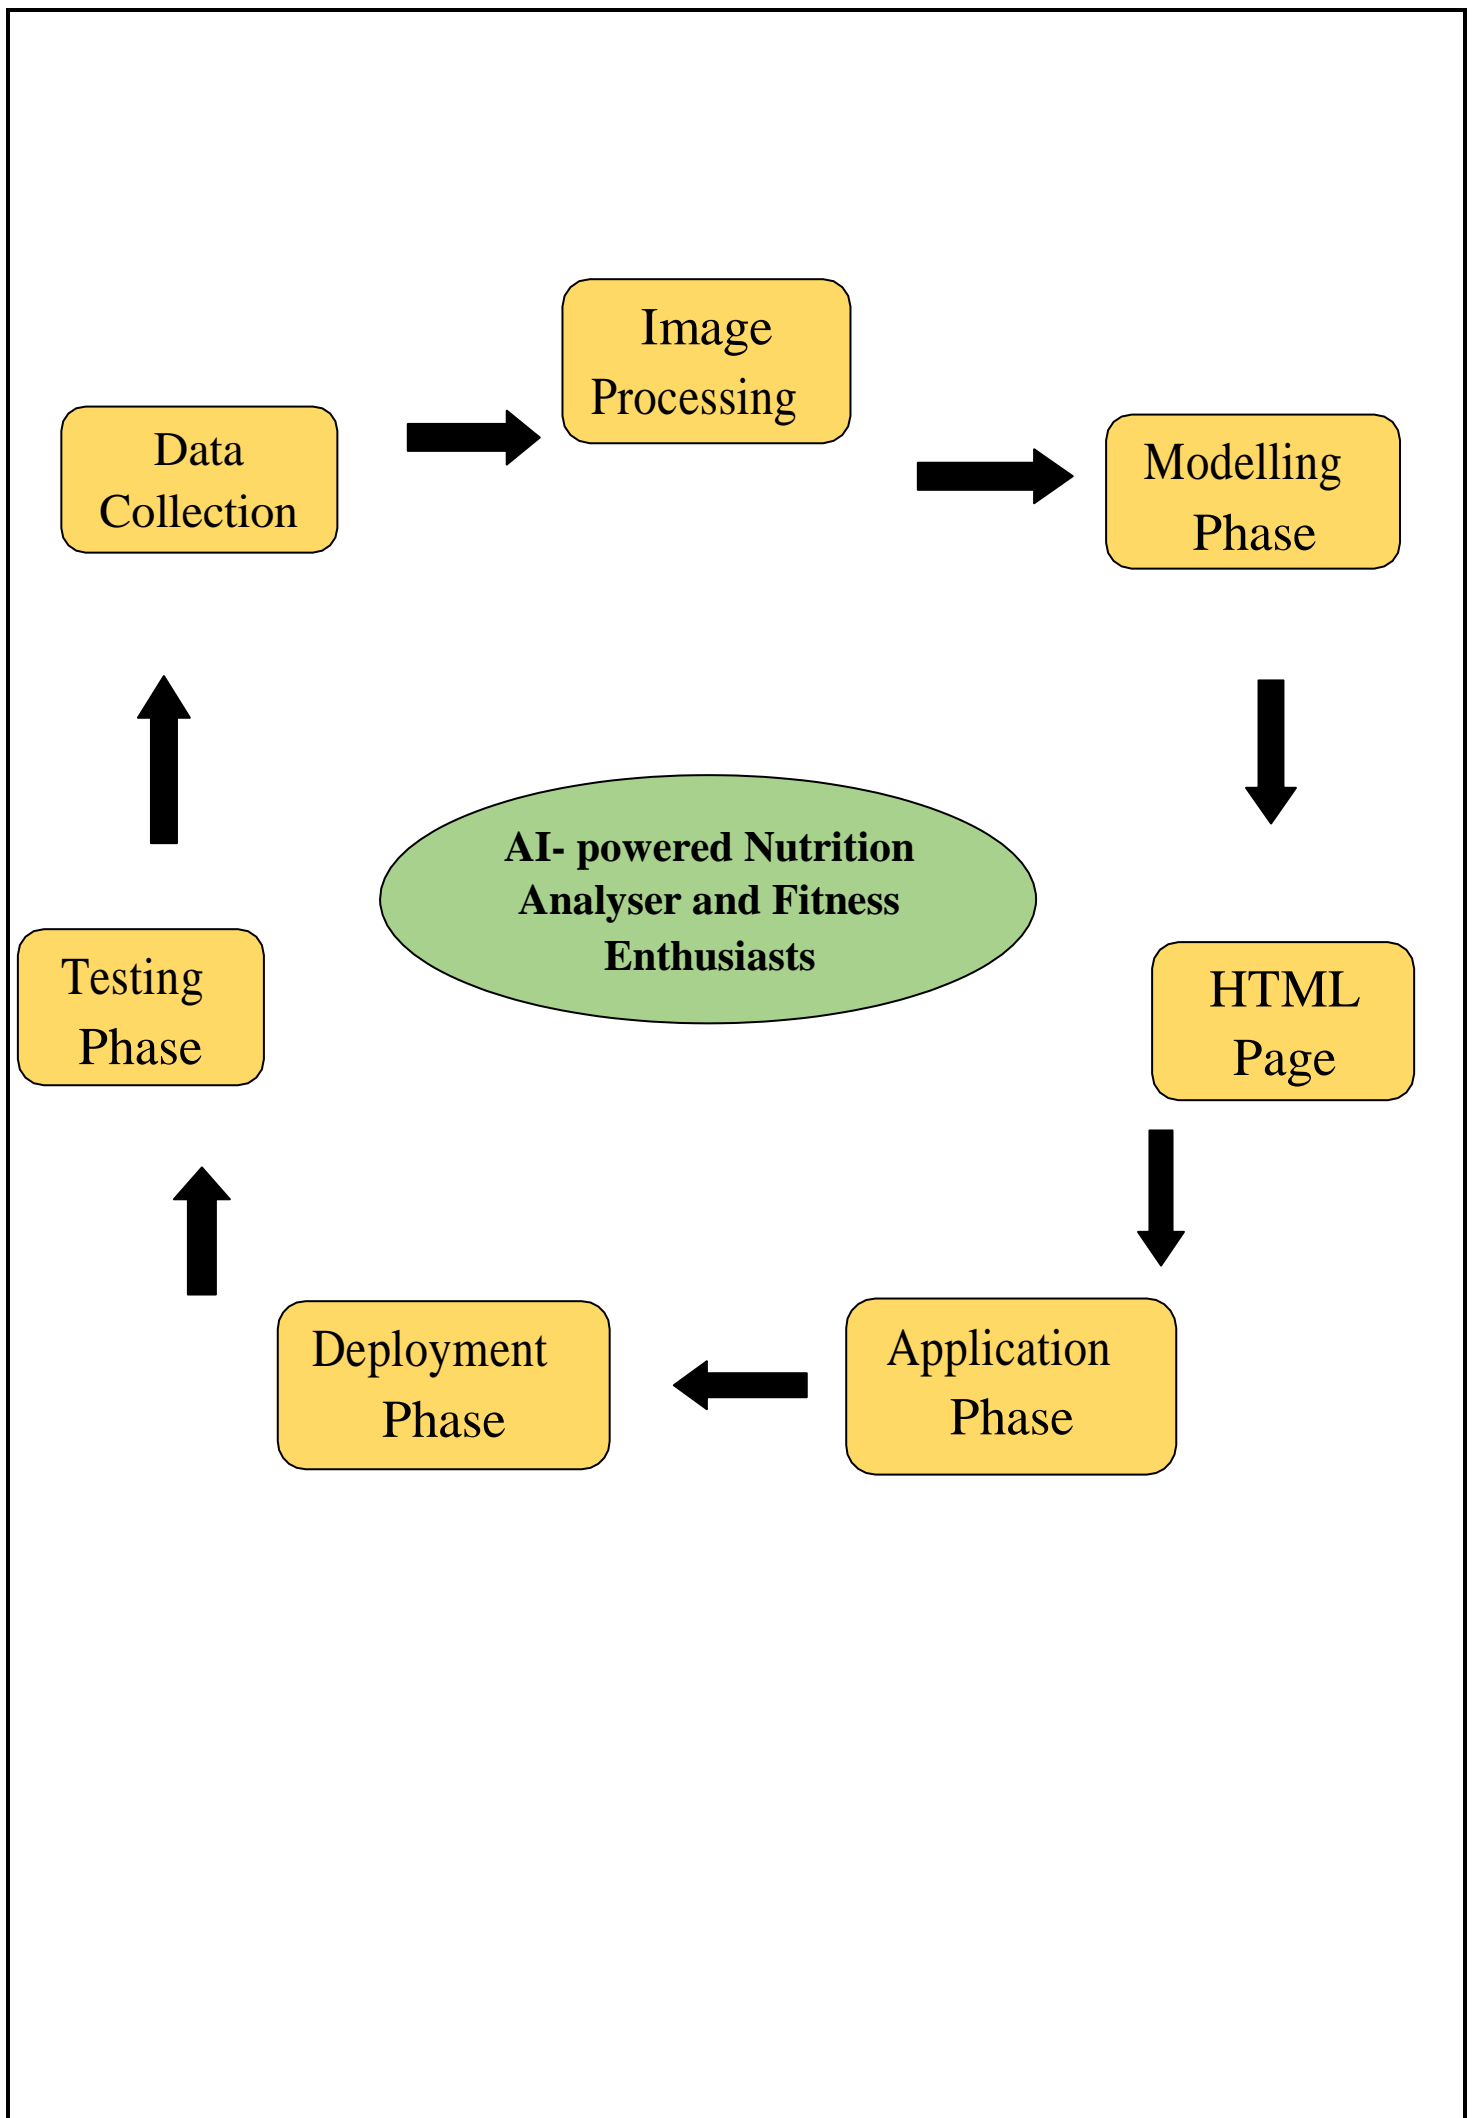 Image
Processing
Data
Collection
Modelling
Phase
AI- powered Nutrition
Analyser and Fitness
Enthusiasts
Testing
Phase
HTML
Page
Deployment
Phase
Application
Phase